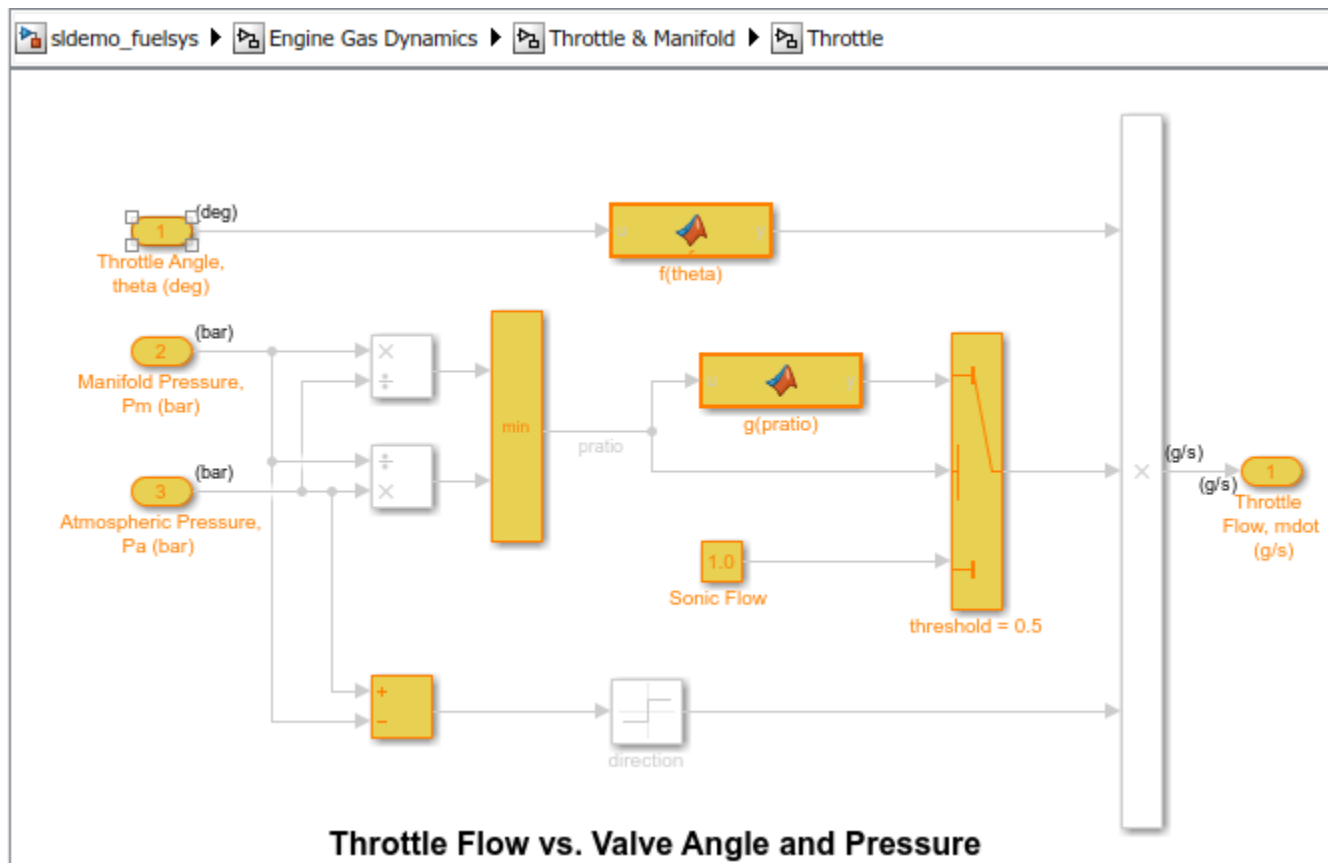 sldemo_fuelsys ▶ Engine Gas Dynamics ▶ Throttle & Manifold ▶ Throttle
1
(deg)
Throttle Angle,
theta (deg)
u
y
f(theta)
2
(bar)
Manifold Pressure,
Pm (bar)
×
÷
min
pratio
u
y
g(pratio)
3
(bar)
Atmospheric Pressure,
Pa (bar)
÷
×
1.0
Sonic Flow
threshold = 0.5
×
(g/s)
(g/s)
1
Throttle
Flow, mdot
(g/s)
+
−
direction
Throttle Flow vs. Valve Angle and Pressure